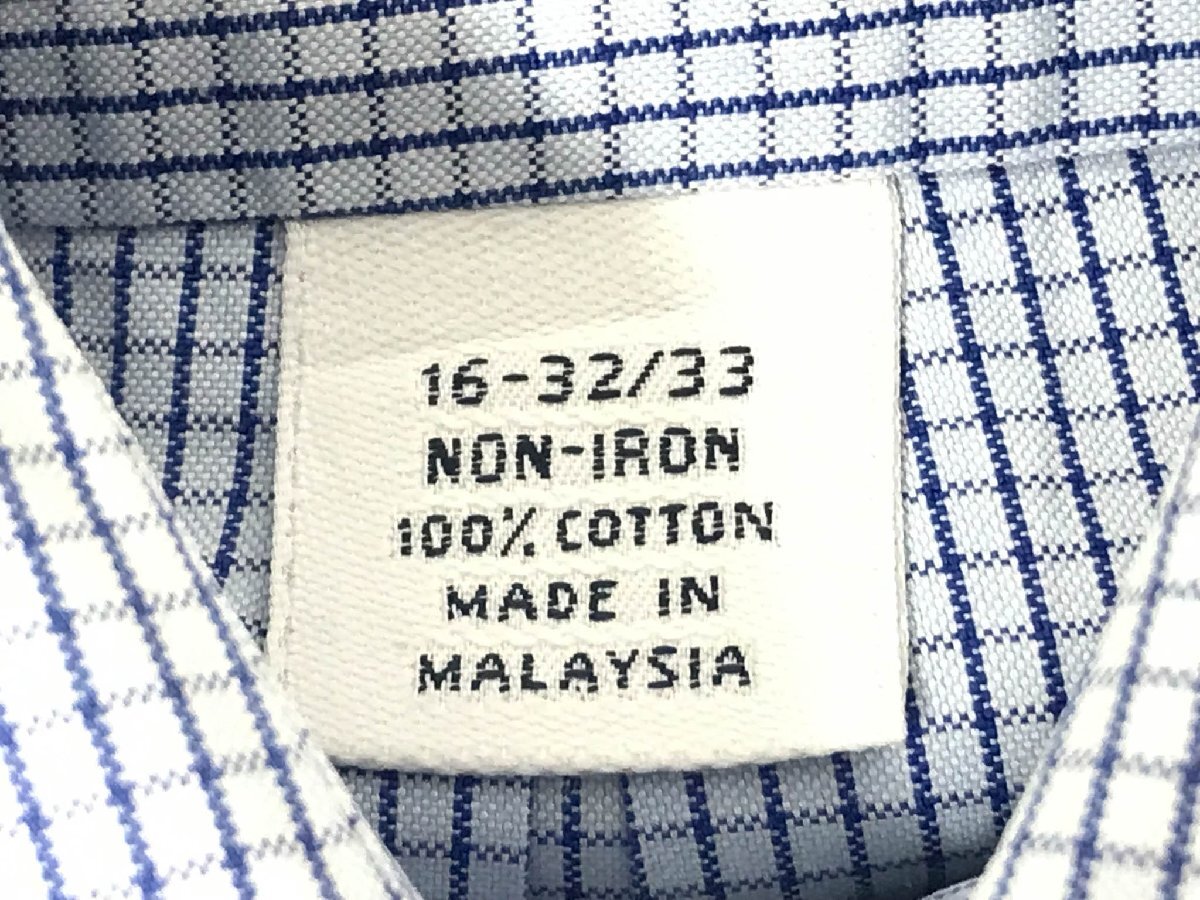 16-32/33
NON-IRON
100% COTTON
MADE IN
MALAYSIA